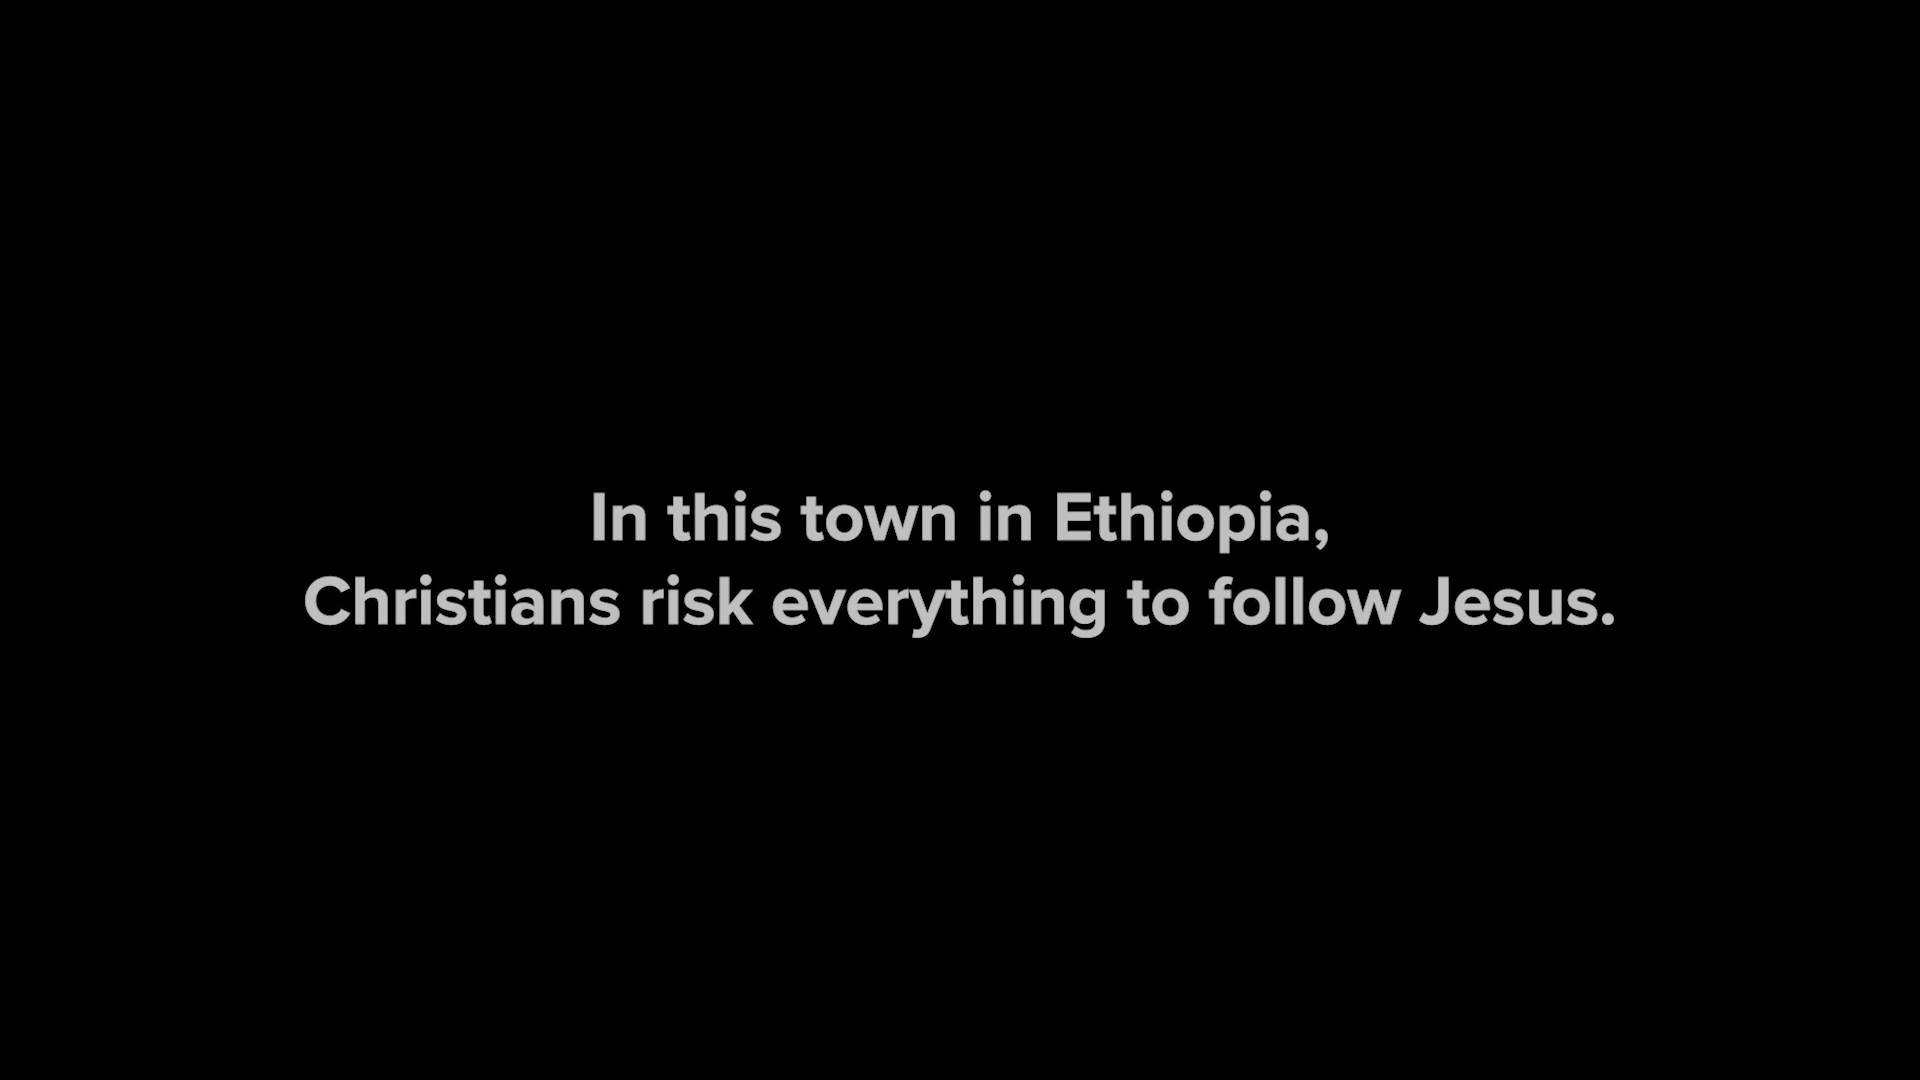 In this town in Ethiopia,
Christians risk everything to follow Jesus.